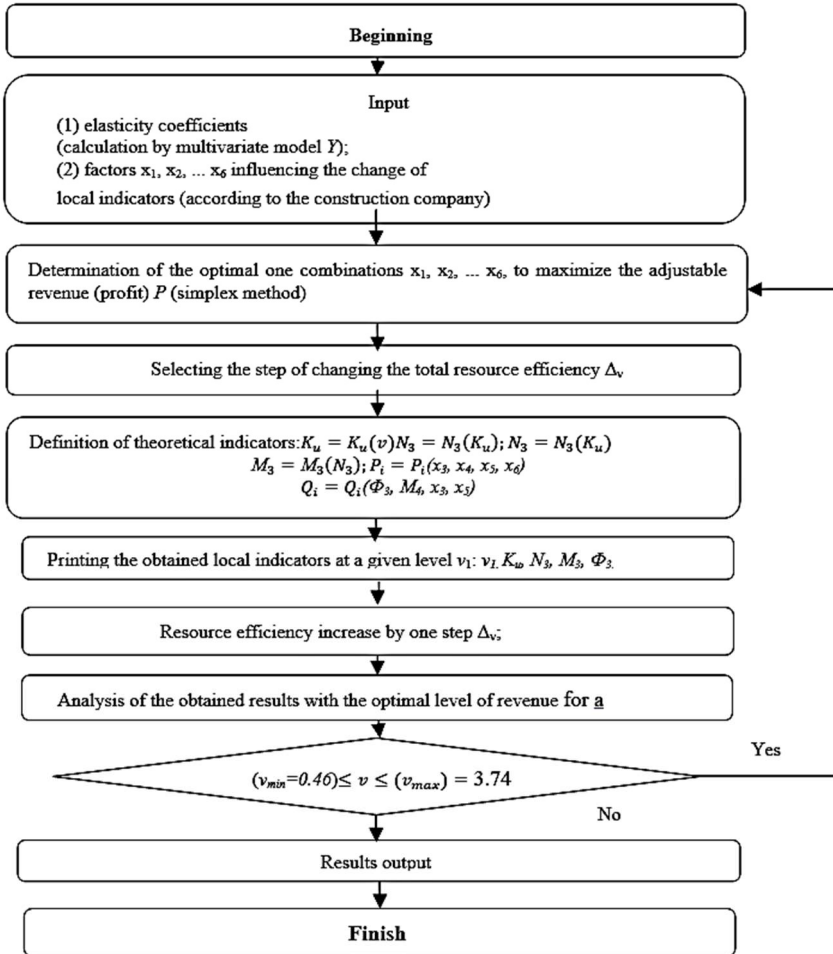 Beginning
Input
(1) elasticity coefficients
(calculation by multivariate model Y);
(2) factors x₁, x₂, ... x₆ influencing the change of
local indicators (according to the construction company)
Determination of the optimal one combinations x₁, x₂, ... x₆, to maximize the adjustable
revenue (profit) P (simplex method)
Selecting the step of changing the total resource efficiency Δᵥ
Definition of theoretical indicators:Kᵤ = Kᵤ(v)N₃ = N₃(Kᵤ); N₃ = N₃(Kᵤ)
M₃ = M₃(N₃); Pᵢ = Pᵢ(x₃, x₄, x₅, x₆)
Qᵢ = Qᵢ(Φ₃, M₄, x₃, x₅)
Printing the obtained local indicators at a given level v₁: v₁, Kᵤ, N₃, M₃, Φ₃.
Resource efficiency increase by one step Δᵥ;
Analysis of the obtained results with the optimal level of revenue for a
Yes
(vₘᵢₙ=0.46)≤ v ≤ (vₘₐₓ) = 3.74
No
Results output
Finish